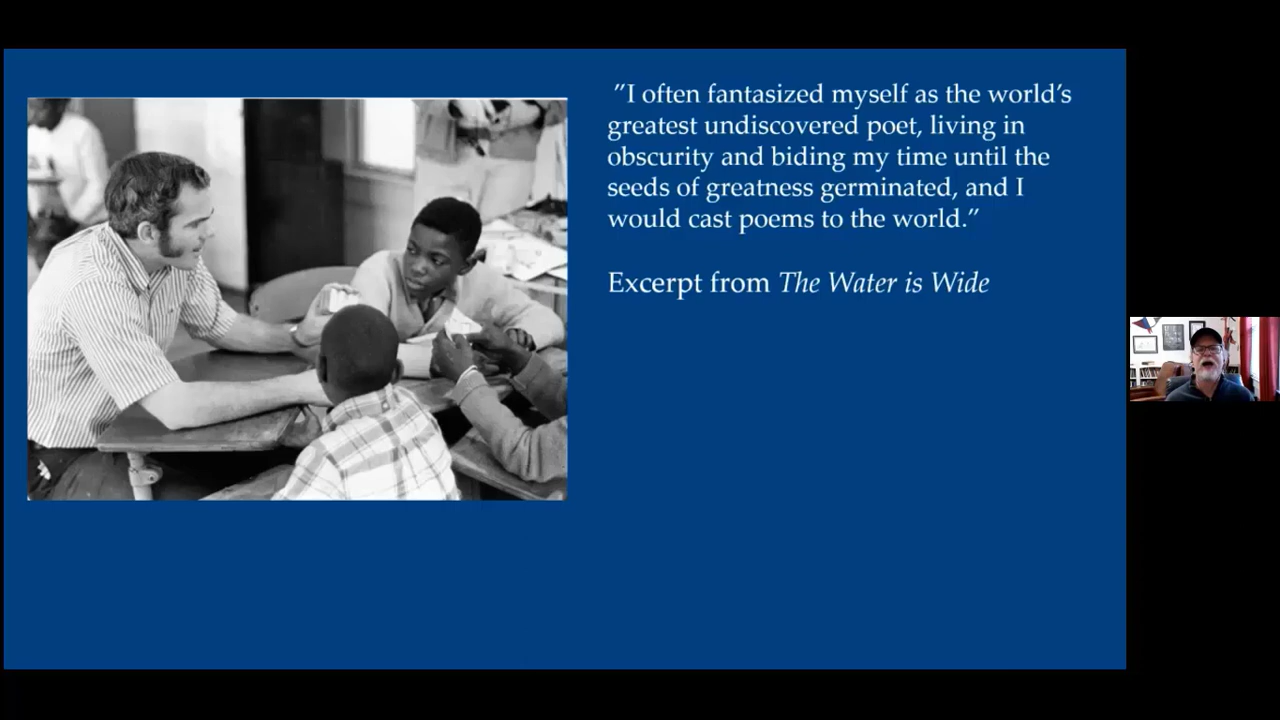 ”I often fantasized myself as the world’s
greatest undiscovered poet, living in
obscurity and biding my time until the
seeds of greatness germinated, and I
would cast poems to the world.”
Excerpt from The Water is Wide